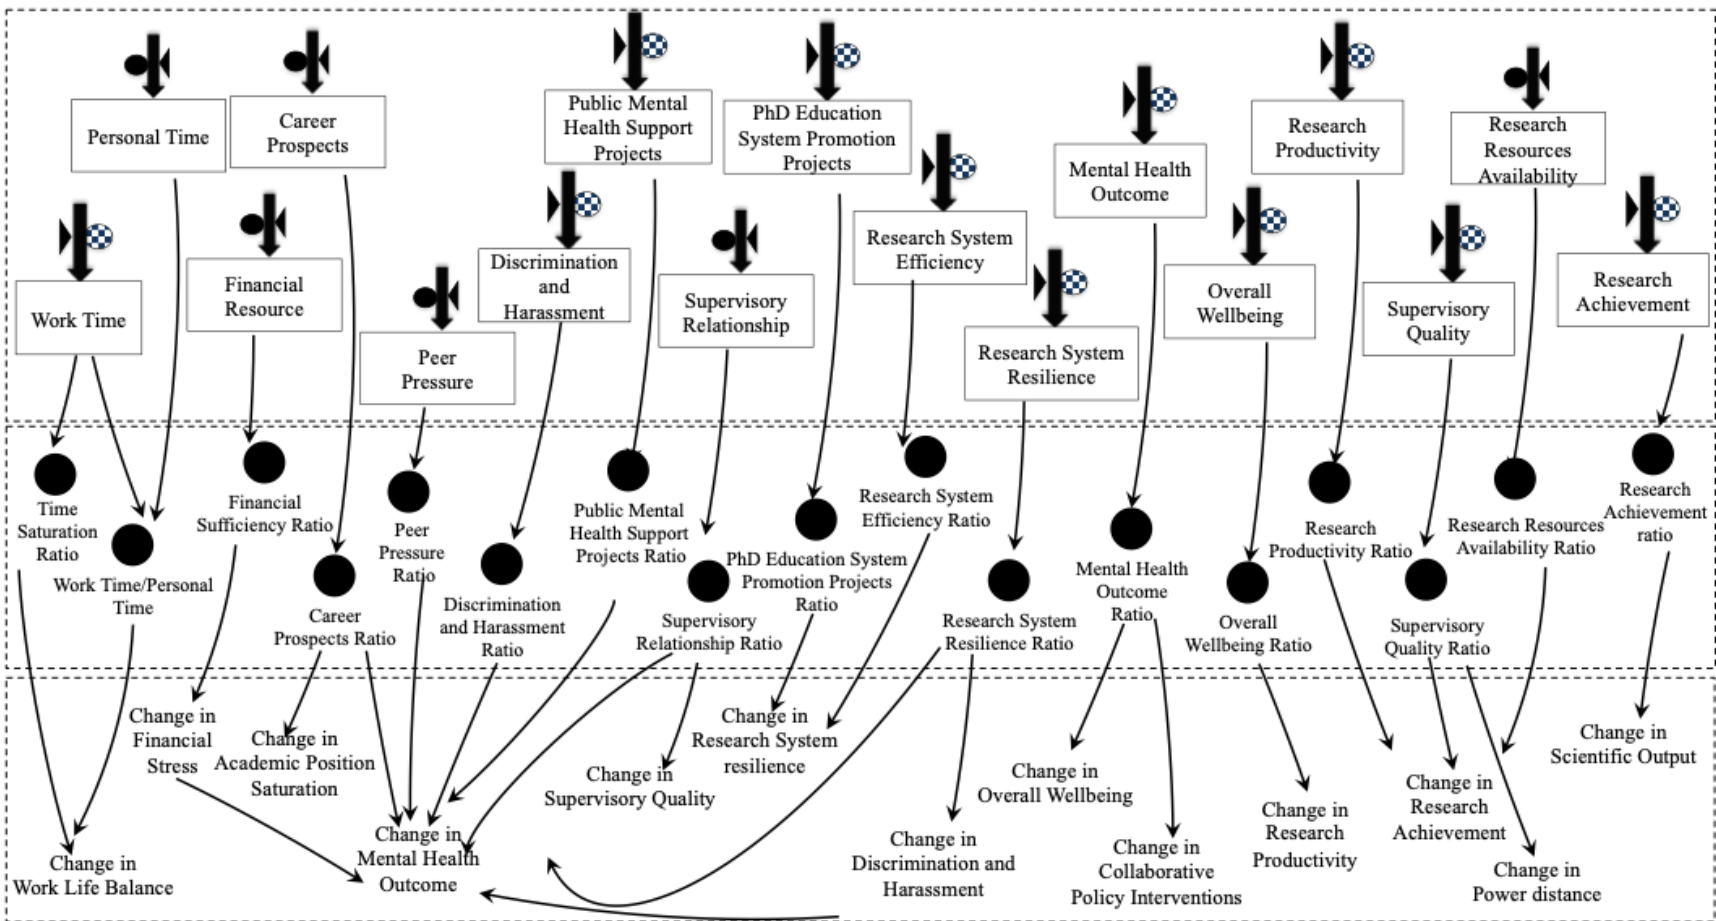 Personal Time
Career
Prospects
Public Mental
Health Support
Projects
PhD Education
System Promotion
Projects
Mental Health
Outcome
Research
Productivity
Research
Resources
Availability
Work Time
Financial
Resource
Peer
Pressure
Discrimination
and
Harassment
Supervisory
Relationship
Research System
Efficiency
Research System
Resilience
Overall
Wellbeing
Supervisory
Quality
Research
Achievement
Time
Saturation
Ratio
Work Time/Personal
Time
Financial
Sufficiency Ratio
Career
Prospects Ratio
Peer
Pressure
Ratio
Discrimination
and Harassment
Ratio
Public Mental
Health Support
Projects Ratio
Supervisory
Relationship Ratio
PhD Education System
Promotion Projects
Ratio
Research System
Efficiency Ratio
Research System
Resilience Ratio
Mental Health
Outcome
Ratio
Overall
Wellbeing Ratio
Research
Productivity Ratio
Supervisory
Quality Ratio
Research Resources
Availability Ratio
Research
Achievement
ratio
Change in
Work Life Balance
Change in
Financial
Stress
Change in
Academic Position
Saturation
Change in
Mental Health
Outcome
Change in
Supervisory Quality
Change in
Research System
resilience
Change in
Discrimination and
Harassment
Change in
Overall Wellbeing
Change in
Collaborative
Policy Interventions
Change in
Research
Productivity
Change in
Research
Achievement
Change in
Power distance
Change in
Scientific Output